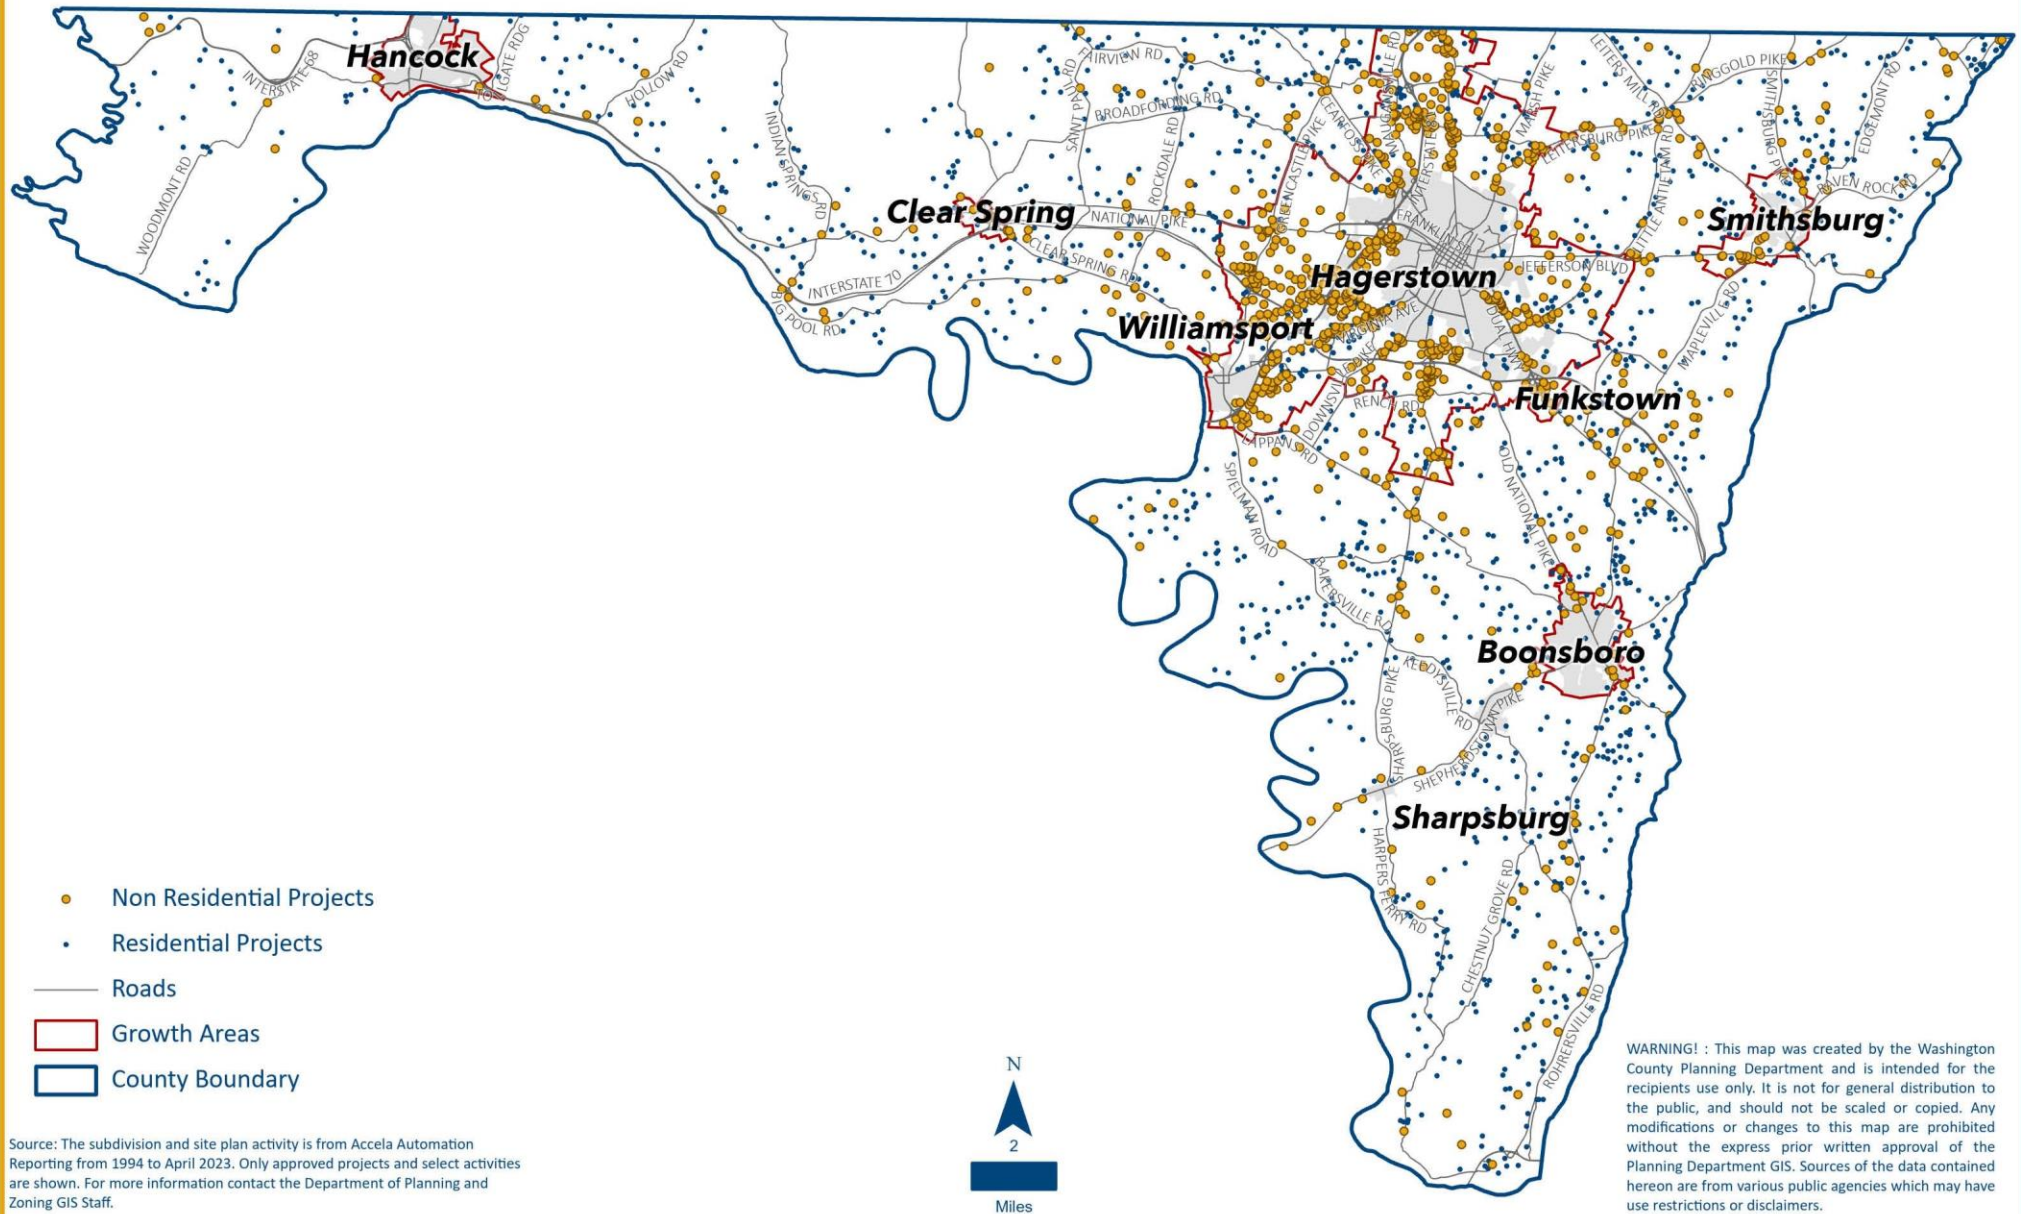 Hancock
INTERSTATE 68
TOLLGATE RDG
HOLLOW RD
WOODMONT RD
INDIAN SPRINGS RD
SAINT PAUL RD
FAIRVIEW RD
BROADFORDING RD
ROCKDALE RD
CLEAR SPRING RD
NATIONAL PIKE
Clear Spring
INTERSTATE 70
BIG POOL RD
GREENCASTLE PIKE
CEARFOSS PIKE
MARSH PIKE
LEITERS MILL RD
RINGGOLD PIKE
SMITHSBURG PIKE
EDGEMONT RD
LEITERSBURG PIKE
LITTLE ANTIETAM RD
RAVEN ROCK RD
Smithsburg
FRANKLIN ST
JEFFERSON BLVD
Hagerstown
VIRGINIA AVE
DUAL HWY
MAPLEVILLE RD
Williamsport
Funkstown
DOWNSVILLE PIKE
RENCH RD
LAPPANS RD
SPIELMAN ROAD
OLD NATIONAL PIKE
BAKERSVILLE RD
Boonsboro
KEEDYSVILLE RD
SHARPSBURG PIKE
SHEPHERDSTOWN PIKE
Sharpsburg
HARPERS FERRY RD
CHESTNUT GROVE RD
ROHRERSVILLE RD
Non Residential Projects
Residential Projects
Roads
Growth Areas
County Boundary
Source: The subdivision and site plan activity is from Accela Automation
Reporting from 1994 to April 2023. Only approved projects and select activities
are shown. For more information contact the Department of Planning and
Zoning GIS Staff.
N
2
Miles
WARNING! : This map was created by the Washington
County Planning Department and is intended for the
recipients use only. It is not for general distribution to
the public, and should not be scaled or copied. Any
modifications or changes to this map are prohibited
without the express prior written approval of the
Planning Department GIS. Sources of the data contained
hereon are from various public agencies which may have
use restrictions or disclaimers.